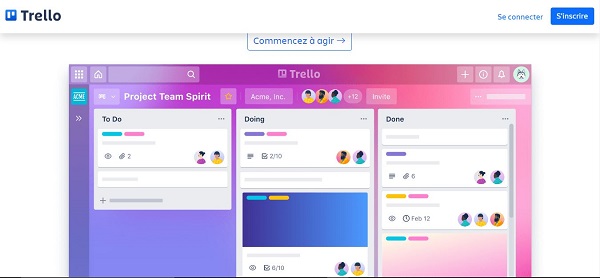 Trello
Se connecter
S'inscrire
Commencez à agir →
Trello
ACME
Project Team Spirit
Acme, Inc.
+12
Invite
To Do
Doing
Done
2
2/10
6
Feb 12
6/10